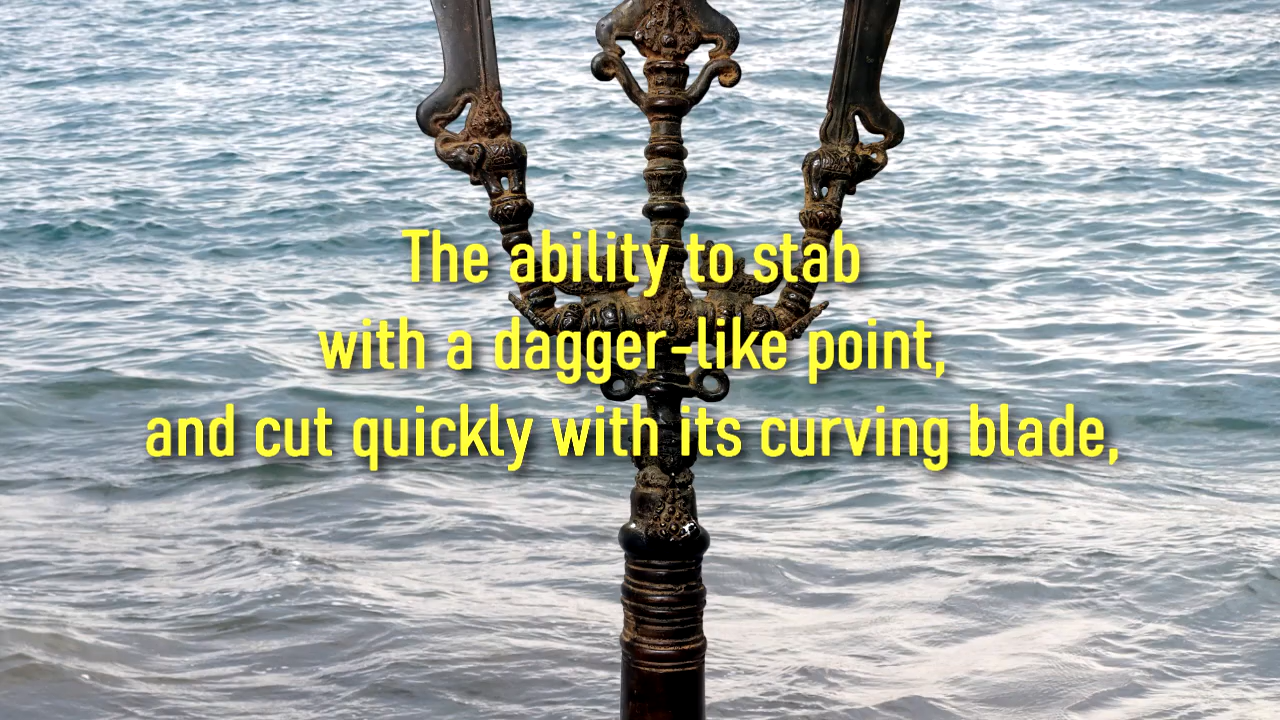 The ability to stab
with a dagger-like point,
and cut quickly with its curving blade,